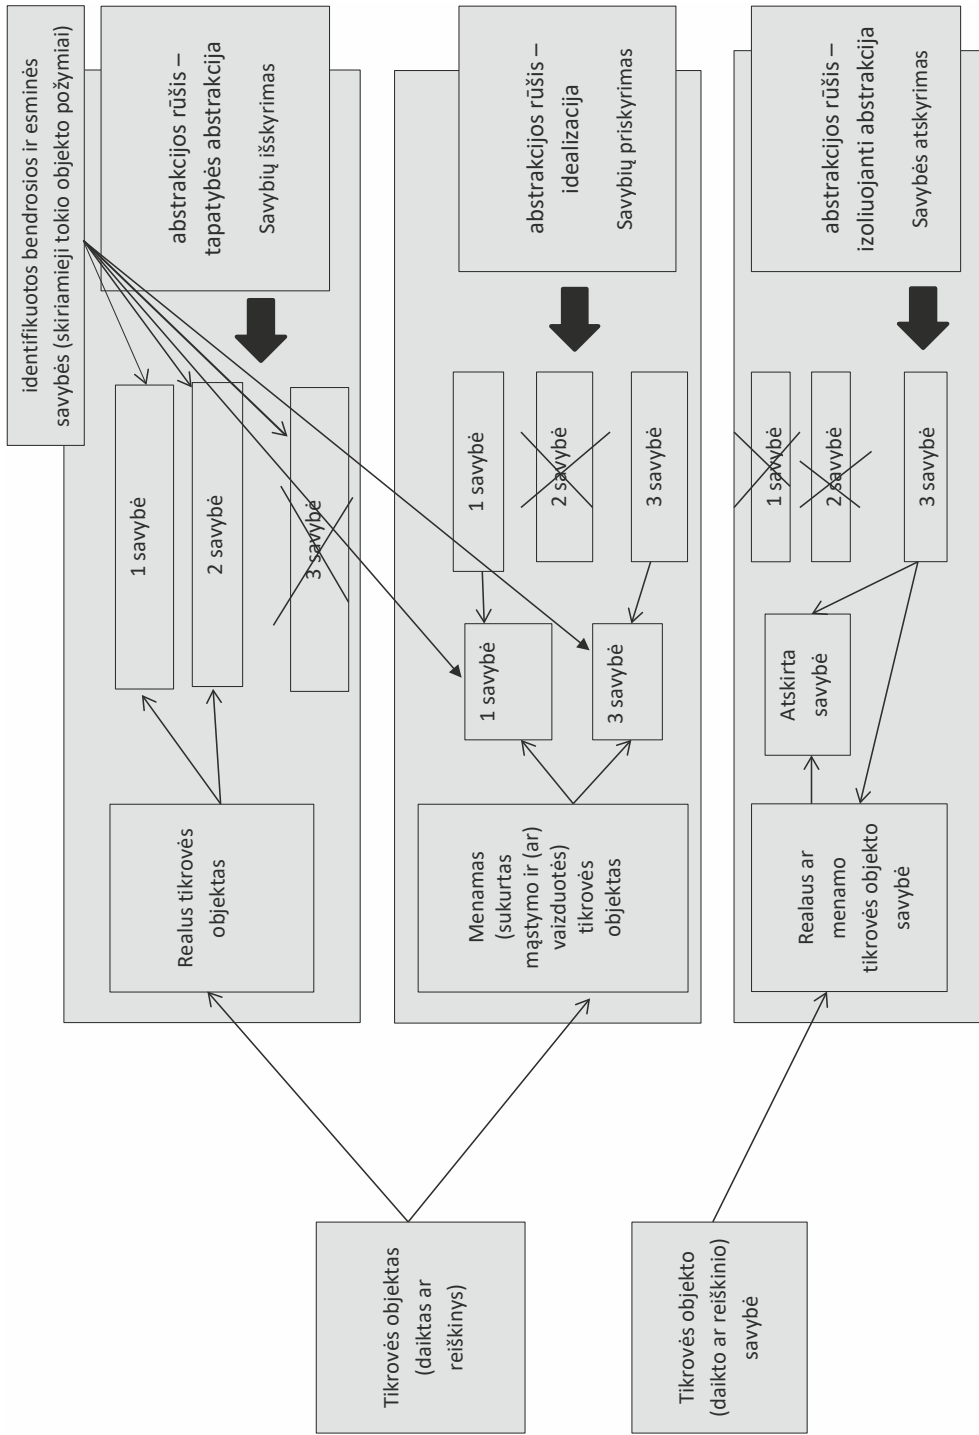 identifikuotos bendrosios ir esminės
savybės (skiriamieji tokio objekto požymiai)
abstrakcijos rūšis –
tapatybės abstrakcija
Savybių išskyrimas
1 savybė
2 savybė
3 savybė
Realus tikrovės
objektas
abstrakcijos rūšis –
idealizacija
Savybių priskyrimas
1 savybė
2 savybė
3 savybė
1 savybė
3 savybė
Menamas
(sukurtas
mąstymo ir (ar)
vaizduotės)
tikrovės
objektas
abstrakcijos rūšis –
izoliuojanti abstrakcija
Savybės atskyrimas
1 savybė
2 savybė
3 savybė
Atskirta
savybė
Realaus ar
menamo
tikrovės objekto
savybė
Tikrovės objektas
(daiktas ar
reiškinys)
Tikrovės objekto
(daikto ar reiškinio)
savybė